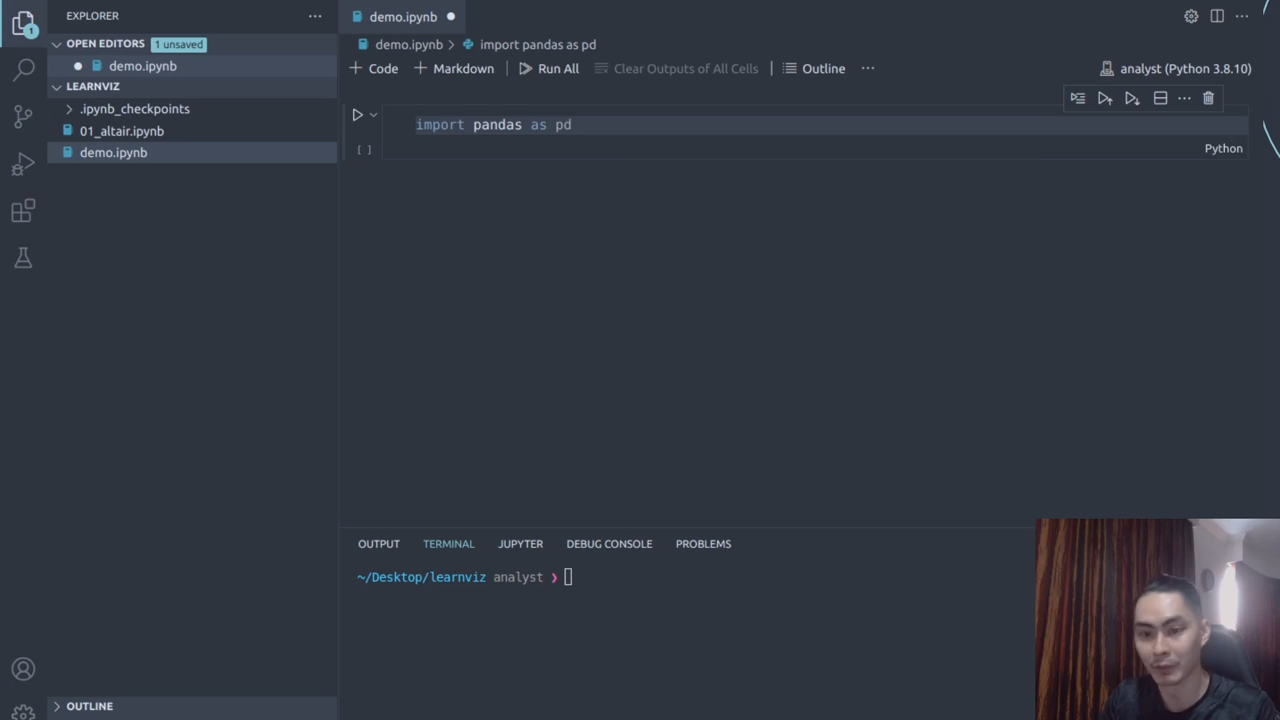 EXPLORER
OPEN EDITORS 1 unsaved
demo.ipynb
LEARNVIZ
.ipynb_checkpoints
01_altair.ipynb
demo.ipynb
OUTLINE
1
demo.ipynb
demo.ipynb import pandas as pd
Code Markdown Run All Clear Outputs of All Cells Outline analyst (Python 3.8.10)
import pandas as pd
[ ] Python
OUTPUT TERMINAL JUPYTER DEBUG CONSOLE PROBLEMS
~/Desktop/learnviz analyst ❯